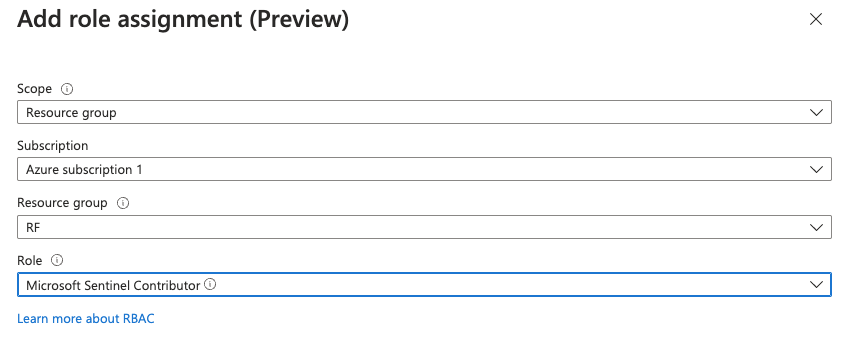 Add role assignment (Preview)
Scope
Resource group
Subscription
Azure subscription 1
Resource group
RF
Role
Microsoft Sentinel Contributor
Learn more about RBAC